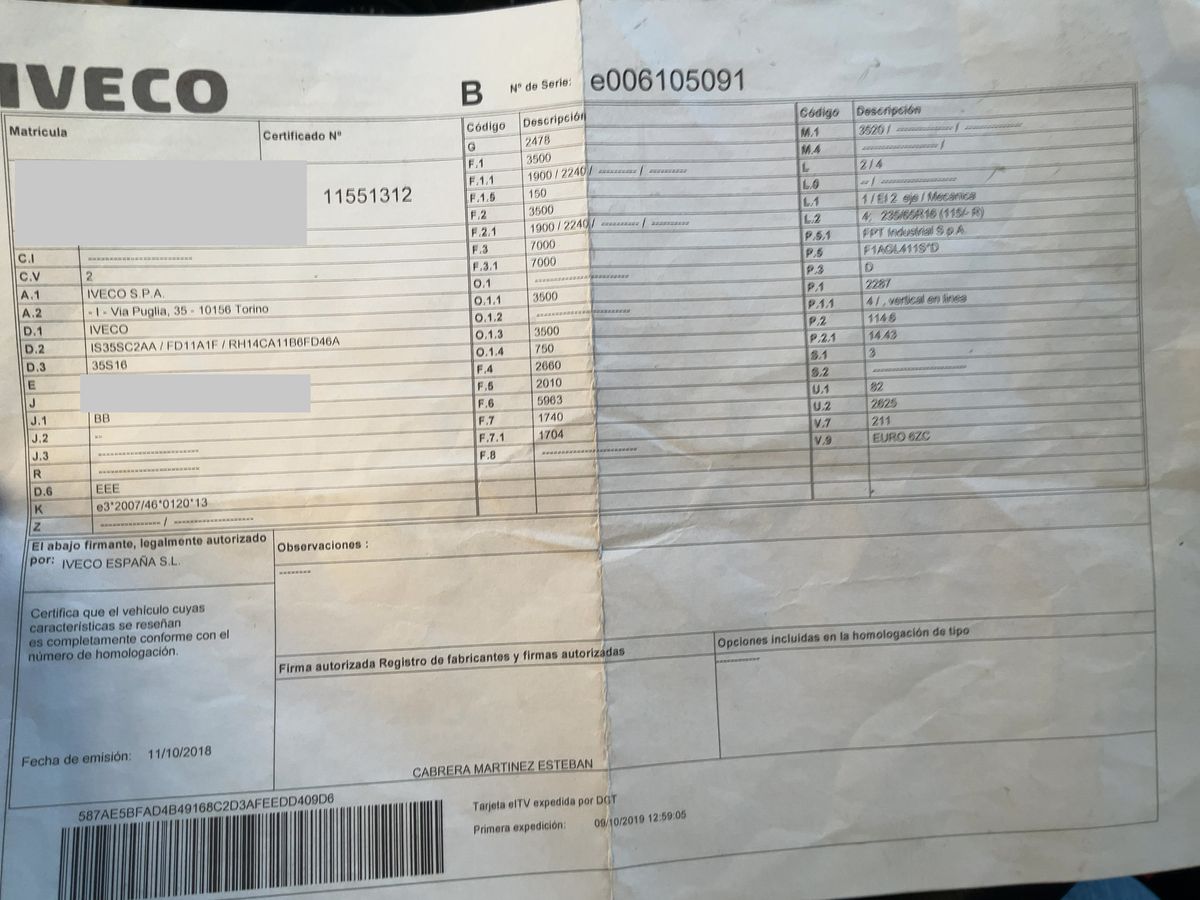 IVECO
B Nº de Serie: e006105091
Matrícula Certificado Nº
11551312
C.I --------------------
C.V 2
A.1 IVECO S.P.A.
A.2 - I - Via Puglia, 35 - 10156 Torino
D.1 IVECO
D.2 IS35SC2AA / FD11A1F / RH14CA11B6FD46A
D.3 35S16
E
J
J.1 BB
J.2 --
J.3 --------------------
R --------------------
D.6 EEE
K e3*2007/46*0120*13
Z ------------ / ----------------
Código Descripción
G 2478
F.1 3500
F.1.1 1900 / 2240 / -------- / --------
F.1.5 150
F.2 3500
F.2.1 1900 / 2240 / -------- / --------
F.3 7000
F.3.1 7000
O.1 --------------------
O.1.1 3500
O.1.2 --------------------
O.1.3 3500
O.1.4 750
F.4 2660
F.5 2010
F.6 5963
F.7 1740
F.7.1 1704
F.8 --------------------
Código Descripción
M.1 3520 / ------------ / ------------
M.4 ---------------- /
L 2 / 4
L.0 -- / ----------------
L.1 1 / El 2 eje / Mecánica
L.2 4; 235/65R16 (115/- R)
P.5.1 FPT Industrial S.p.A.
P.5 F1AGL411S*D
P.3 D
P.1 2287
P.1.1 4 / , vertical en línea
P.2 114.6
P.2.1 14.43
S.1 3
S.2 --------------------
U.1 82
U.2 2625
V.7 211
V.9 EURO 6ZC
El abajo firmante, legalmente autorizado
por: IVECO ESPAÑA S.L.
Certifica que el vehículo cuyas
características se reseñan
es completamente conforme con el
número de homologación.
Fecha de emisión: 11/10/2018
Observaciones :
--------
Firma autorizada Registro de fabricantes y firmas autorizadas
CABRERA MARTINEZ ESTEBAN
Opciones incluidas en la homologación de tipo
-----------
587AE5BFAD4B49168C2D3AFEEDD409D6
Tarjeta eITV expedida por DGT
Primera expedición: 09/10/2019 12:59:05